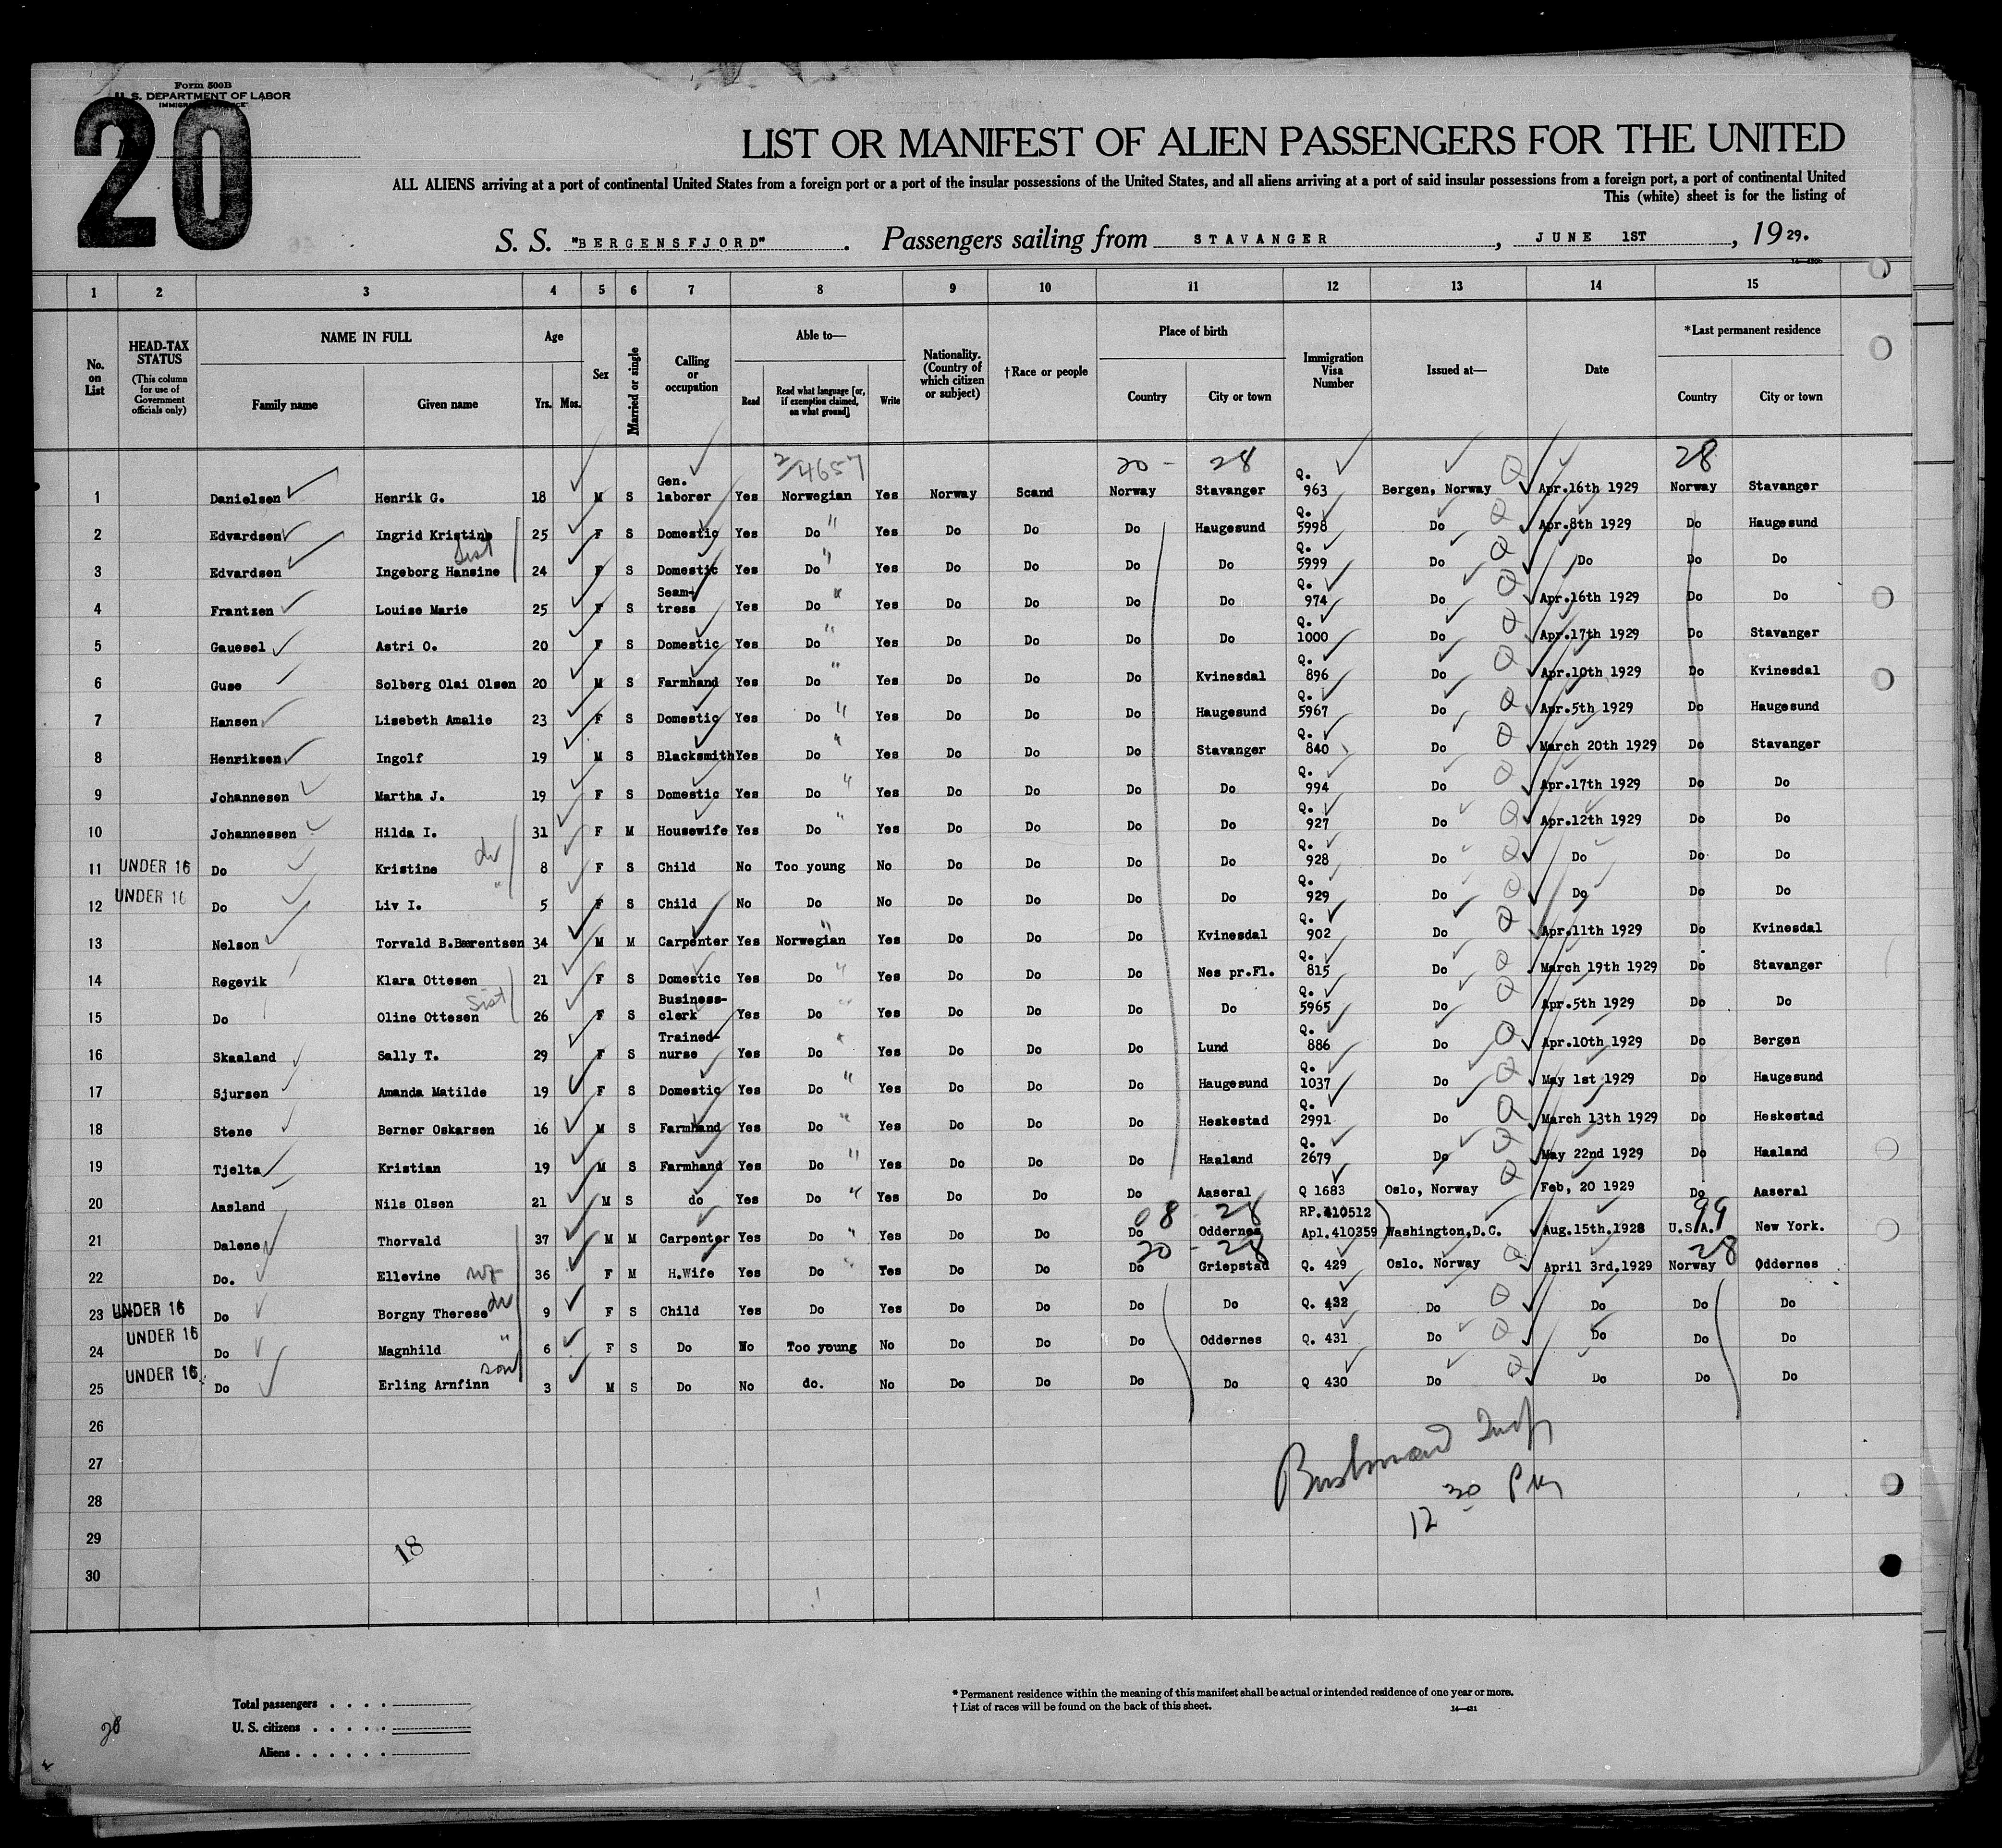 Form 500B
U. S. DEPARTMENT OF LABOR
20
LIST OR MANIFEST OF ALIEN PASSENGERS FOR THE UNITED
ALL ALIENS arriving at a port of continental United States from a foreign port or a port of the insular possessions of the United States, and all aliens arriving at a port of said insular possessions from a foreign port, a port of continental United
This (white) sheet is for the listing of
S. S. "BERGENSFJORD". Passengers sailing from STAVANGER, JUNE 1ST, 1929.
1 2 3 4 5 6 7 8 9 10 11 12 13 14 15
No. on List
HEAD-TAX STATUS
(This column for use of Government officials only)
NAME IN FULL
Family name Given name
Age
Yrs. Mos.
Sex
Married or single
Calling or occupation
Able to—
Read Read what language [or, if exemption claimed, on what ground] Write
Nationality. (Country of which citizen or subject)
†Race or people
Place of birth
Country City or town
Immigration Visa Number
Issued at—
Date
*Last permanent residence
Country City or town
2/4657 20 - 28 28
1 Danielsen Henrik G. 18 M S Gen. laborer Yes Norwegian Yes Norway Scand Norway Stavanger Q. 963 Bergen, Norway Apr.16th 1929 Norway Stavanger
2 Edvardsen Ingrid Kristine 25 F S Domestic Yes Do " Yes Do Do Do Haugesund Q. 5998 Do Apr.8th 1929 Do Haugesund
Sist
3 Edvardsen Ingeborg Hansine 24 F S Domestic Yes Do " Yes Do Do Do Do Q. 5999 Do Do Do Do
4 Frantzen Louise Marie 25 F S Seam-tress Yes Do " Yes Do Do Do Do Q. 974 Do Apr.16th 1929 Do Do
5 Gauesel Astri O. 20 F S Domestic Yes Do " Yes Do Do Do Do Q. 1000 Do Apr.17th 1929 Do Stavanger
6 Guse Solberg Olai Olsen 20 M S Farmhand Yes Do " Yes Do Do Do Kvinesdal Q. 896 Do Apr.10th 1929 Do Kvinesdal
7 Hansen Lisebeth Amalie 23 F S Domestic Yes Do " Yes Do Do Do Haugesund Q. 5967 Do Apr.5th 1929 Do Haugesund
8 Henriksen Ingolf 19 M S Blacksmith Yes Do " Yes Do Do Do Stavanger Q. 840 Do March 20th 1929 Do Stavanger
9 Johannesen Martha J. 19 F S Domestic Yes Do " Yes Do Do Do Do Q. 994 Do Apr.17th 1929 Do Do
10 Johannessen Hilda I. 31 F M Housewife Yes Do " Yes Do Do Do Do Q. 927 Do Apr.12th 1929 Do Do
11 UNDER 16 Do Kristine 8 F S Child No Too young No Do Do Do Do Q. 928 Do Do Do Do
12 UNDER 16 Do Liv I. 5 F S Child No Do No Do Do Do Do Q. 929 Do Do Do Do
13 Nelson Torvald B.Bærentsen 34 M M Carpenter Yes Norwegian " Yes Do Do Do Kvinesdal Q. 902 Do Apr.11th 1929 Do Kvinesdal
14 Regevik Klara Ottesen 21 F S Domestic Yes Do " Yes Do Do Do Nes pr.Fl. Q. 815 Do March 19th 1929 Do Stavanger
Sist
15 Do Oline Ottesen 26 F S Business-clerk Yes Do " Yes Do Do Do Do Q. 5965 Do Apr.5th 1929 Do Do
16 Skaaland Sally T. 29 F S Trained-nurse Yes Do " Yes Do Do Do Lund Q. 886 Do Apr.10th 1929 Do Bergen
17 Sjursen Amanda Matilde 19 F S Domestic Yes Do " Yes Do Do Do Haugesund Q. 1037 Do May 1st 1929 Do Haugesund
18 Stene Berner Oskarsen 16 M S Farmhand Yes Do " Yes Do Do Do Heskestad Q. 2991 Do March 13th 1929 Do Heskestad
19 Tjelta Kristian 19 M S Farmhand Yes Do " Yes Do Do Do Haaland Q. 2679 Do May 22nd 1929 Do Haaland
20 Aasland Nils Olsen 21 M S do Yes Do " Yes Do Do Do Aaseral Q 1683 Oslo, Norway Feb, 20 1929 Do Aaseral
08 - 28 99
21 Dalene Thorvald 37 M M Carpenter Yes Do " Yes Do Do Do Oddernes RP.410512 Apl.410359 Washington,D.C. Aug.15th.1928 U.S.A. New York.
20 - 28 28
22 Do. Ellevine wf 36 F M H.Wife Yes Do " Yes Do Do Do Griepstad Q. 429 Oslo. Norway April 3rd.1929 Norway Oddernes
23 UNDER 16 Do Borgny Therese 9 F S Child Yes Do Yes Do Do Do Do Q. 432 Do Do Do Do
24 UNDER 16 Do Magnhild " 6 F S Do No Too young No Do Do Do Oddernes Q. 431 Do Do Do Do
25 UNDER 16 Do Erling Arnfinn son 3 M S Do No do. No Do Do Do Do Q 430 Do Do Do Do
26
27
28
29
30
12 30 PM
18
Total passengers
U. S. citizens
Aliens
* Permanent residence within the meaning of this manifest shall be actual or intended residence of one year or more.
† List of races will be found on the back of this sheet.
14—431